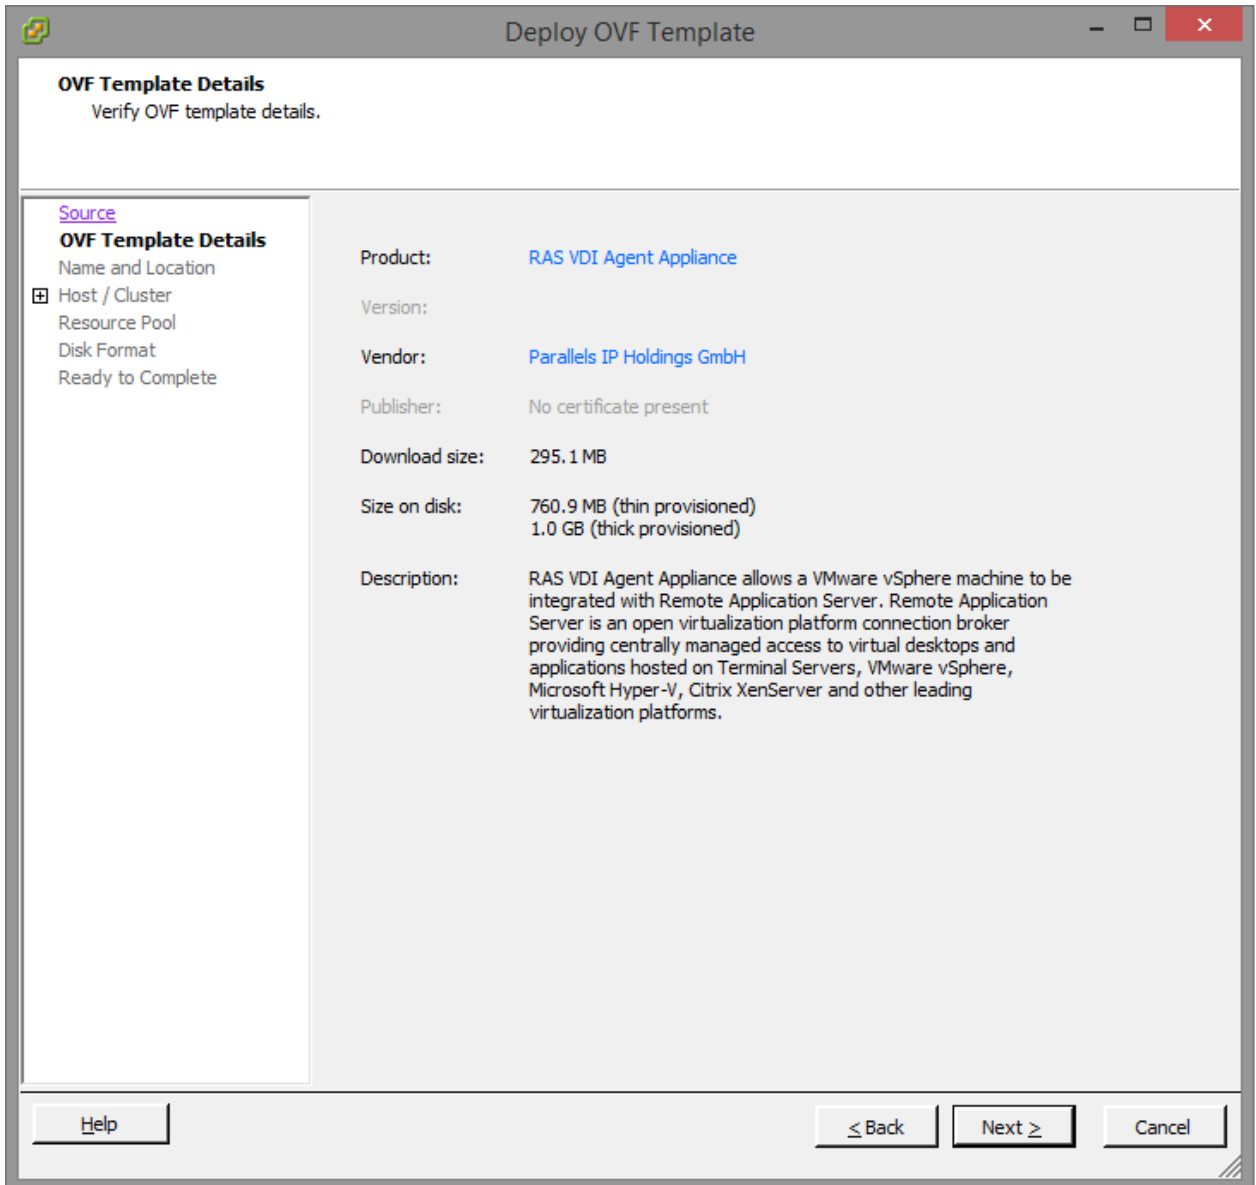 Deploy OVF Template
OVF Template Details
Verify OVF template details.
Source
OVF Template Details
Name and Location
Host / Cluster
Resource Pool
Disk Format
Ready to Complete
Product: RAS VDI Agent Appliance
Version:
Vendor: Parallels IP Holdings GmbH
Publisher: No certificate present
Download size: 295.1 MB
Size on disk: 760.9 MB (thin provisioned)
1.0 GB (thick provisioned)
Description: RAS VDI Agent Appliance allows a VMware vSphere machine to be
integrated with Remote Application Server. Remote Application
Server is an open virtualization platform connection broker
providing centrally managed access to virtual desktops and
applications hosted on Terminal Servers, VMware vSphere,
Microsoft Hyper-V, Citrix XenServer and other leading
virtualization platforms.
Help
< Back
Next >
Cancel